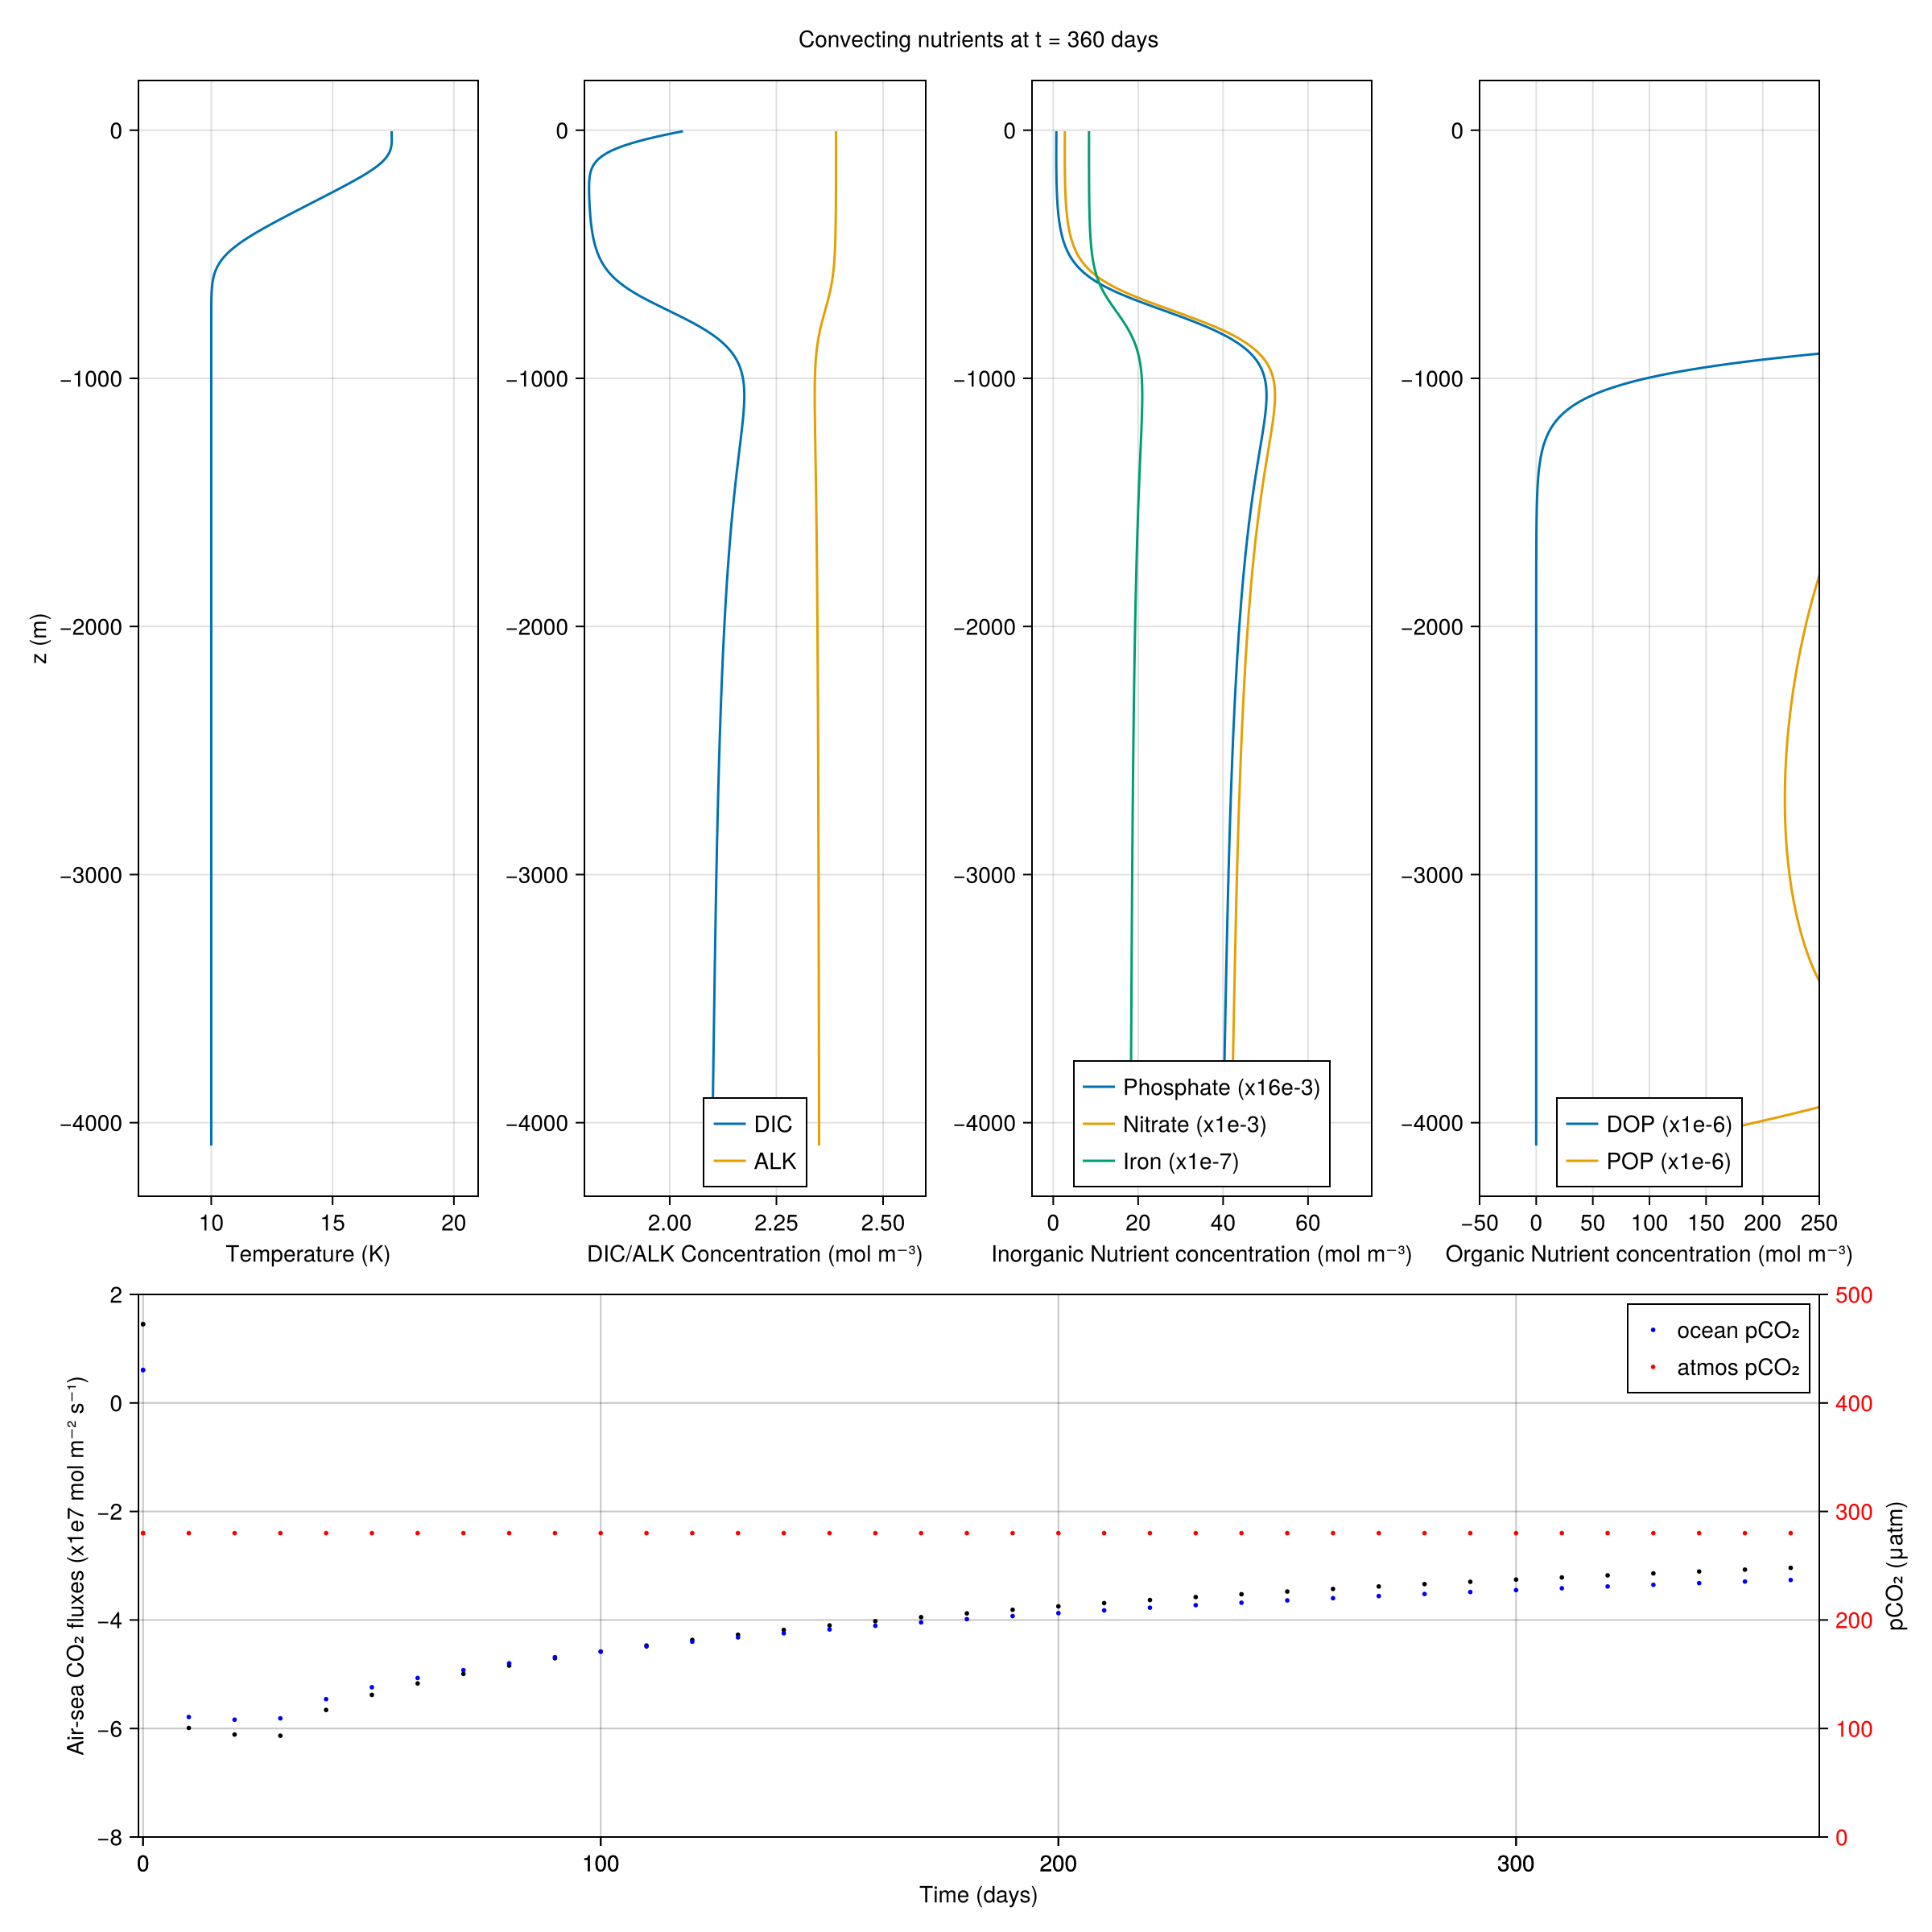 Convecting nutrients at t = 360 days
z (m)
0
−1000
−2000
−3000
−4000
10 15 20
Temperature (K)
0
−1000
−2000
−3000
−4000
DIC
ALK
2.00 2.25 2.50
DIC/ALK Concentration (mol m⁻³)
0
−1000
−2000
−3000
−4000
Phosphate (x16e-3)
Nitrate (x1e-3)
Iron (x1e-7)
0 20 40 60
Inorganic Nutrient concentration (mol m⁻³)
0
−1000
−2000
−3000
−4000
DOP (x1e-6)
POP (x1e-6)
−50 0 50 100 150 200 250
Organic Nutrient concentration (mol m⁻³)
Air-sea CO₂ fluxes (x1e7 mol m⁻² s⁻¹)
2
0
−2
−4
−6
−8
ocean pCO₂
atmos pCO₂
500
400
300
200
100
0
pCO₂ (μatm)
0 100 200 300
Time (days)